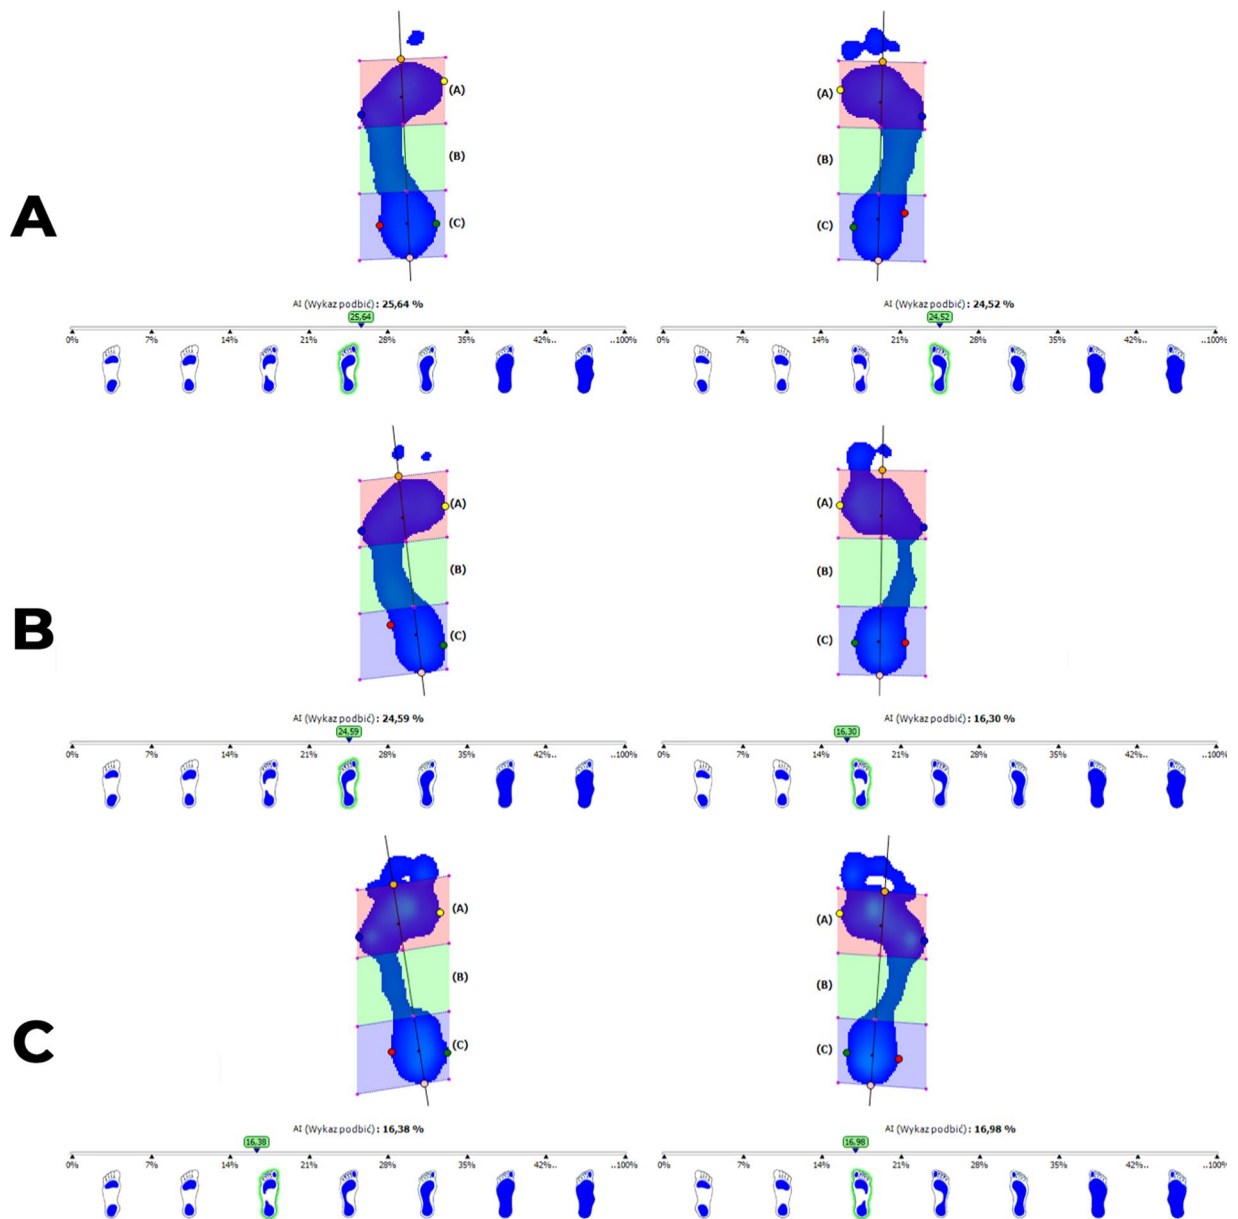 (A) (A)
(B) (B)
A
(C) (C)
AI (Wykaz podbić) : 25,64 % AI (Wykaz podbić) : 24,52 %
25,64 24,52
0% 7% 14% 21% 28% 35% 42%.. ..100% 0% 7% 14% 21% 28% 35% 42%.. ..100%
(A) (A)
(B) (B)
B
(C) (C)
AI (Wykaz podbić) : 24,59 % AI (Wykaz podbić) : 16,30 %
24,59 16,30
0% 7% 14% 21% 28% 35% 42%.. ..100% 0% 7% 14% 21% 28% 35% 42%.. ..100%
(A) (A)
(B) (B)
C
(C) (C)
AI (Wykaz podbić) : 16,38 % AI (Wykaz podbić) : 16,98 %
16,38 16,98
0% 7% 14% 21% 28% 35% 42%.. ..100% 0% 7% 14% 21% 28% 35% 42%.. ..100%